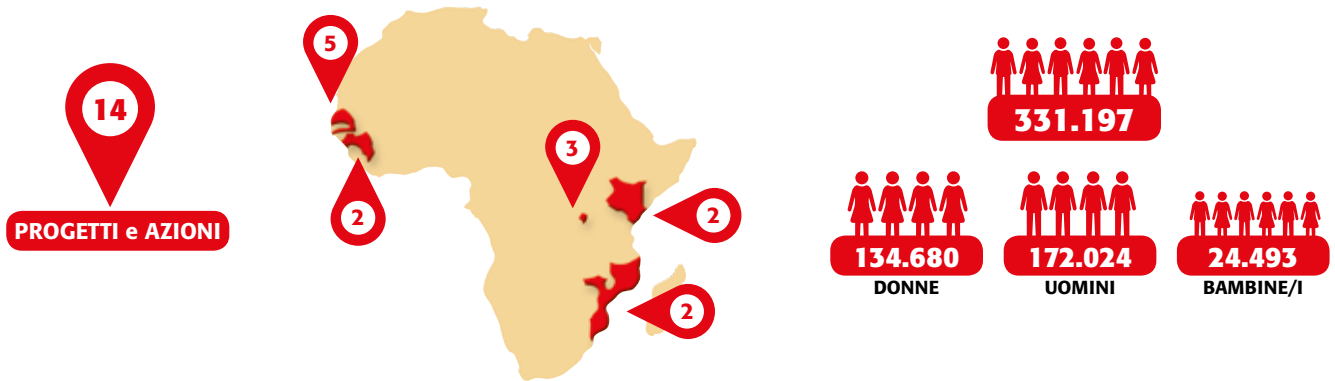 14
PROGETTI e AZIONI
5
2
3
2
2
331.197
134.680
DONNE
172.024
UOMINI
24.493
BAMBINE/I